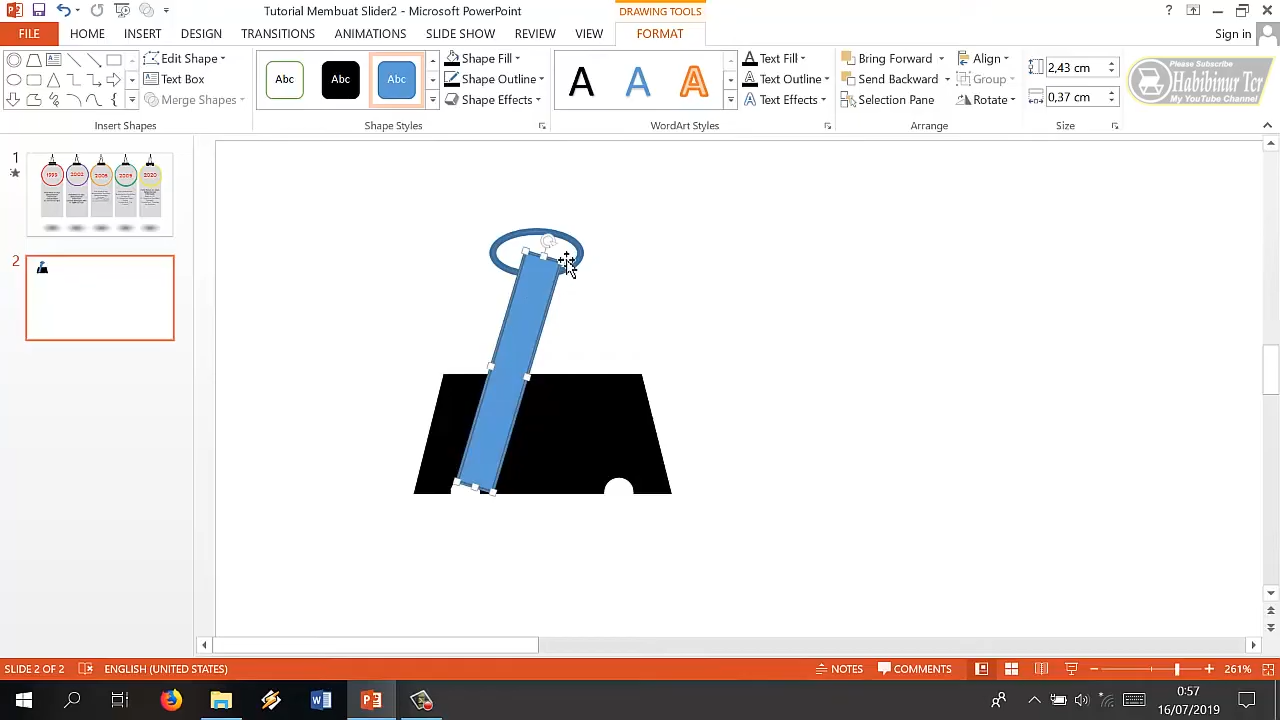 Tutorial Membuat Slider2 - Microsoft PowerPoint
DRAWING TOOLS
?
FILE
HOME
INSERT
DESIGN
TRANSITIONS
ANIMATIONS
SLIDE SHOW
REVIEW
VIEW
FORMAT
Sign in
Edit Shape
Text Box
Merge Shapes
Insert Shapes
Abc
Abc
Abc
Shape Fill
Shape Outline
Shape Effects
Shape Styles
A
A
A
Text Fill
Text Outline
Text Effects
WordArt Styles
Bring Forward
Send Backward
Selection Pane
Align
Group
Rotate
Arrange
2,43 cm
0,37 cm
Size
Please Subscribe
Habibinur Tcr
My YouTube Channel
1
2
SLIDE 2 OF 2
ENGLISH (UNITED STATES)
NOTES
COMMENTS
261%
0:57
16/07/2019